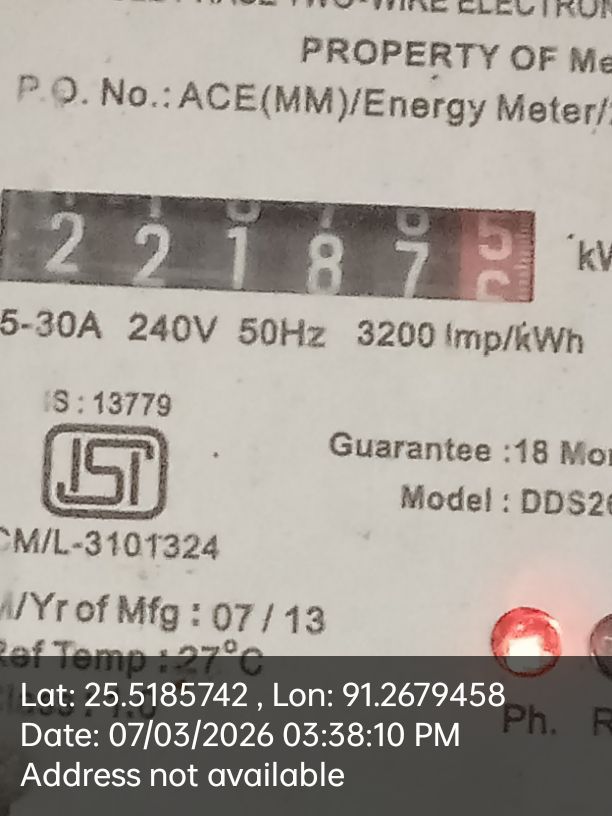 PROPERTY OF Me
P.O. No.: ACE(MM)/Energy Meter/
2 2 1 8 7 5
kW
5-30A 240V 50Hz 3200 Imp/kWh
IS : 13779
ISI
CM/L-3101324
Guarantee :18 Mo
Model : DDS2
M/Yr of Mfg : 07 / 13
Ref Temp : 27°C
Ph. R
Lat: 25.5185742 , Lon: 91.2679458
Date: 07/03/2026 03:38:10 PM
Address not available